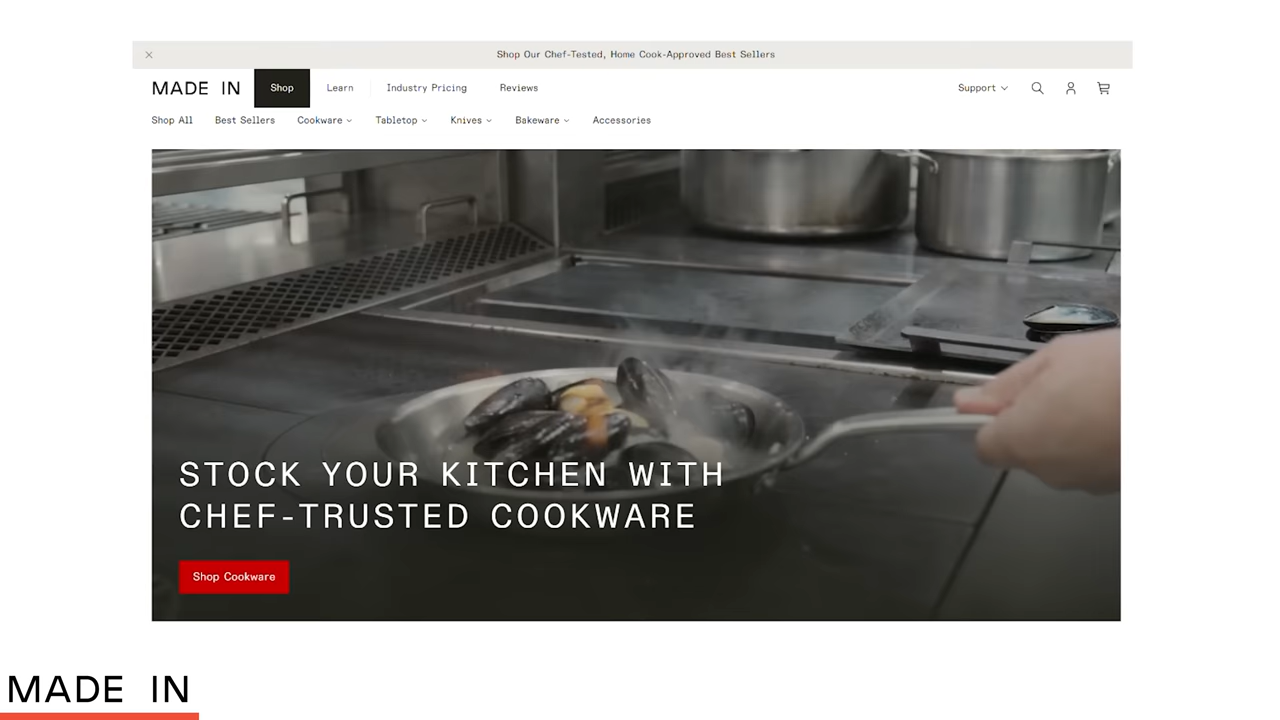 Shop Our Chef-Tested, Home Cook-Approved Best Sellers
MADE IN Shop Learn Industry Pricing Reviews Support
Shop All Best Sellers Cookware Tabletop Knives Bakeware Accessories
STOCK YOUR KITCHEN WITH
CHEF-TRUSTED COOKWARE
Shop Cookware
MADE IN